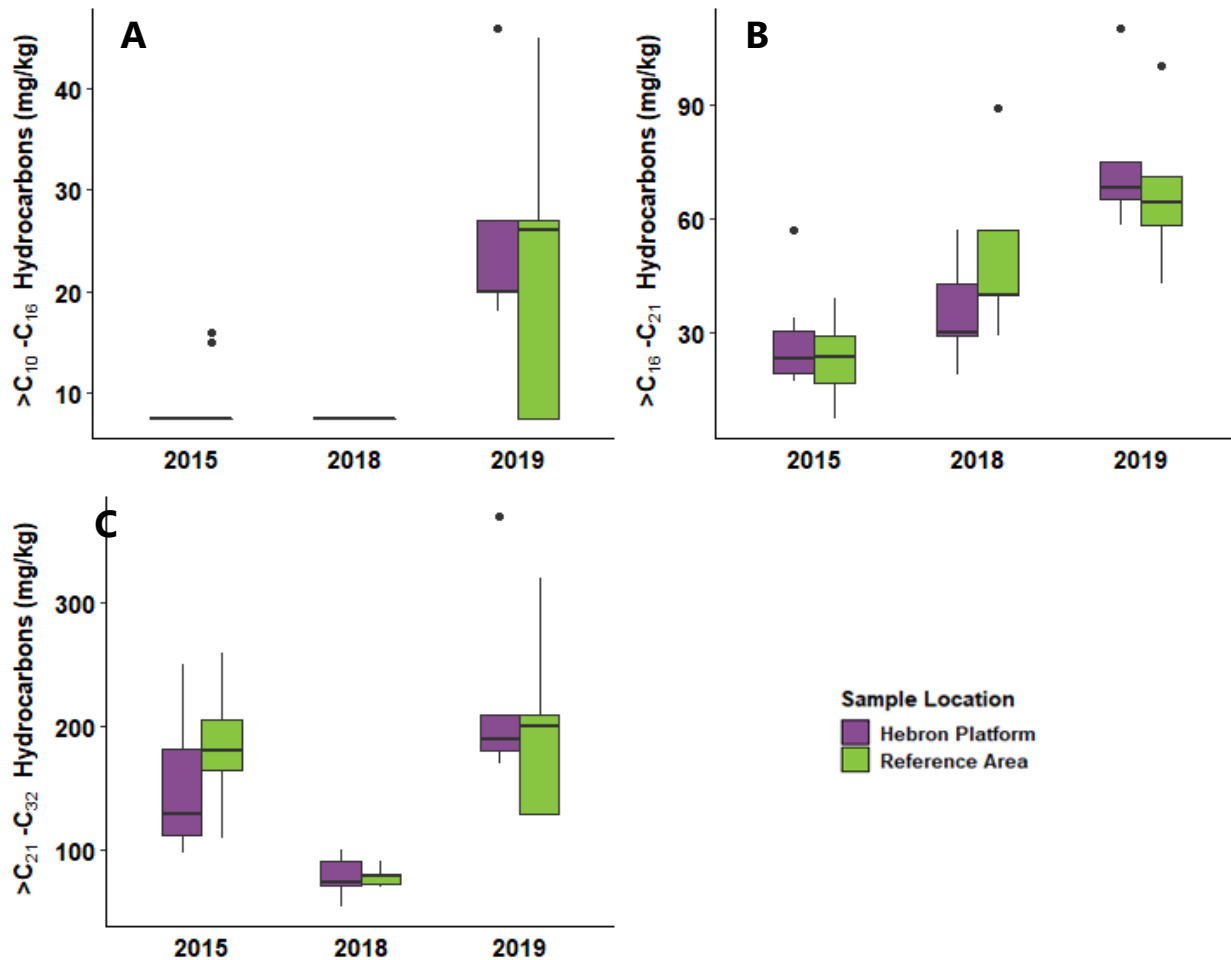 A
>C10 -C16 Hydrocarbons (mg/kg)
40
30
20
10
2015 2018 2019
B
>C16 -C21 Hydrocarbons (mg/kg)
90
60
30
2015 2018 2019
C
>C21 -C32 Hydrocarbons (mg/kg)
300
200
100
2015 2018 2019
Sample Location
Hebron Platform
Reference Area